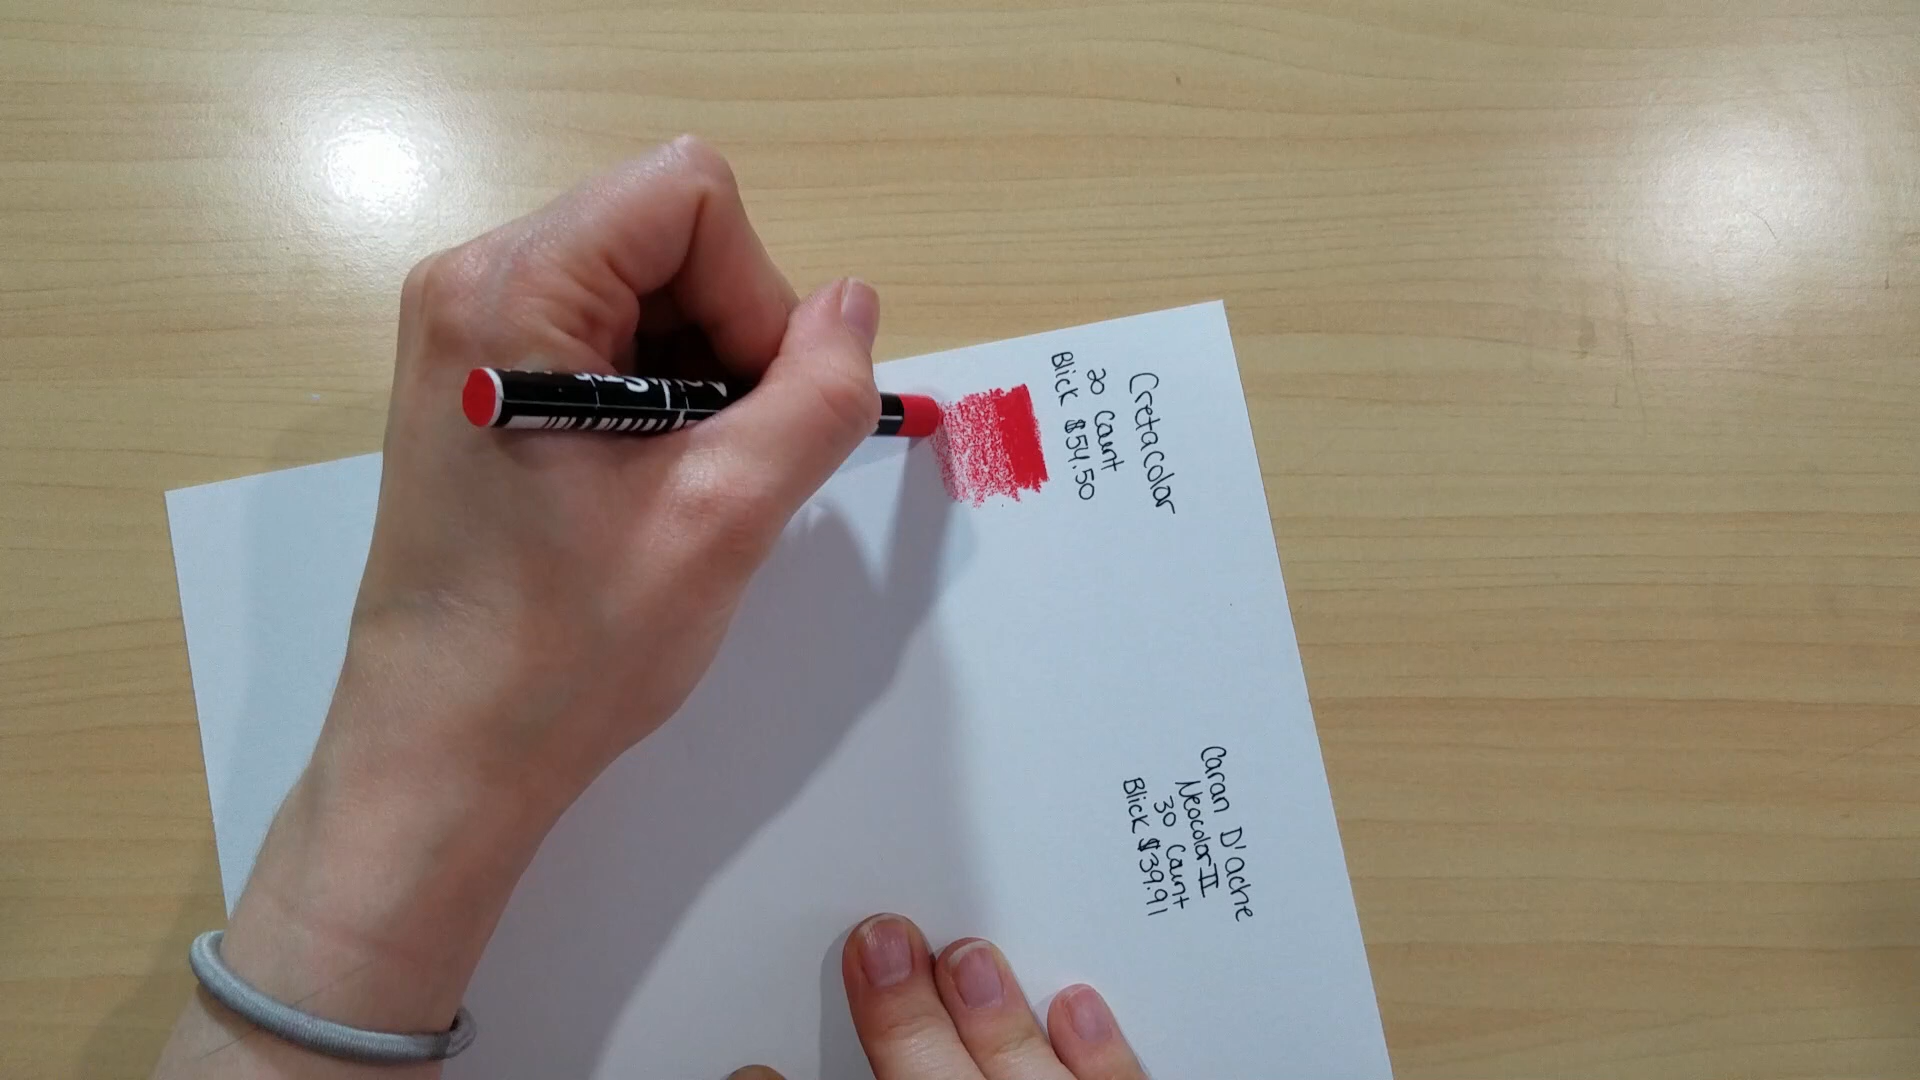 Cretacolor
20 Count
Blick $54.50
Caran D'ache
Neocolor II
30 Count
Blick $39.91